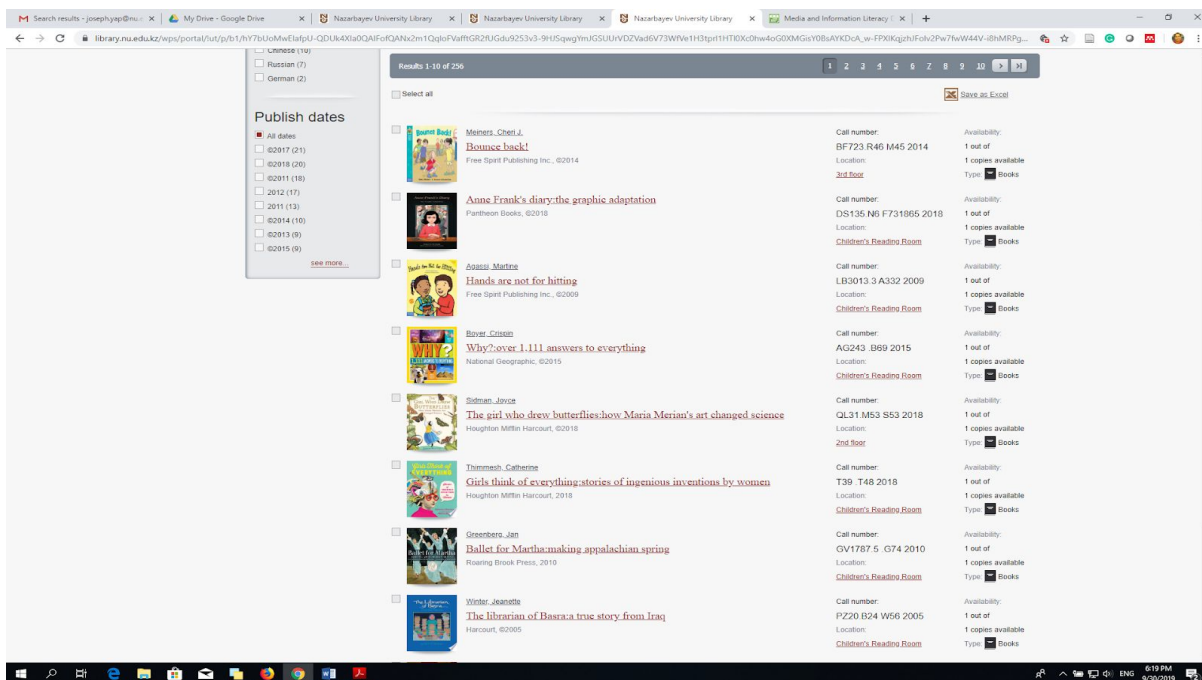 Search results - joseph.yap@nu.e
My Drive - Google Drive
Nazarbayev University Library
Nazarbayev University Library
Nazarbayev University Library
Media and Information Literacy
Chinese (10)
Russian (7)
German (2)
Publish dates
All dates
©2017 (21)
©2018 (20)
©2011 (18)
2012 (17)
2011 (13)
©2014 (10)
©2013 (9)
©2015 (9)
see more...
Results 1-10 of 256
1 2 3 4 5 6 7 8 9 10
Select all
Save as Excel
Meiners, Cheri J.
Bounce back!
Free Spirit Publishing Inc., ©2014
Call number:
BF723.R46 M45 2014
Location:
3rd floor
Availability:
1 out of
1 copies available
Type: Books
Anne Frank's diary:the graphic adaptation
Pantheon Books, ©2018
Call number:
DS135.N6 F731865 2018
Location:
Children's Reading Room
Availability:
1 out of
1 copies available
Type: Books
Agassi, Martine
Hands are not for hitting
Free Spirit Publishing Inc., ©2009
Call number:
LB3013.3 A332 2009
Location:
Children's Reading Room
Availability:
1 out of
1 copies available
Type: Books
Boyer, Crispin
Why?:over 1,111 answers to everything
National Geographic, ©2015
Call number:
AG243 .B69 2015
Location:
Children's Reading Room
Availability:
1 out of
1 copies available
Type: Books
Sidman, Joyce
The girl who drew butterflies:how Maria Merian's art changed science
Houghton Mifflin Harcourt, ©2018
Call number:
QL31.M53 S53 2018
Location:
2nd floor
Availability:
1 out of
1 copies available
Type: Books
Thimmesh, Catherine
Girls think of everything:stories of ingenious inventions by women
Houghton Mifflin Harcourt, 2018
Call number:
T39 .T48 2018
Location:
Children's Reading Room
Availability:
1 out of
1 copies available
Type: Books
Greenberg, Jan
Ballet for Martha:making appalachian spring
Roaring Brook Press, 2010
Call number:
GV1787.5 .G74 2010
Location:
Children's Reading Room
Availability:
1 out of
1 copies available
Type: Books
Winter, Jeanette
The librarian of Basra:a true story from Iraq
Harcourt, ©2005
Call number:
PZ20.B24 W56 2005
Location:
Children's Reading Room
Availability:
1 out of
1 copies available
Type: Books
ENG
6:19 PM
9/30/2019